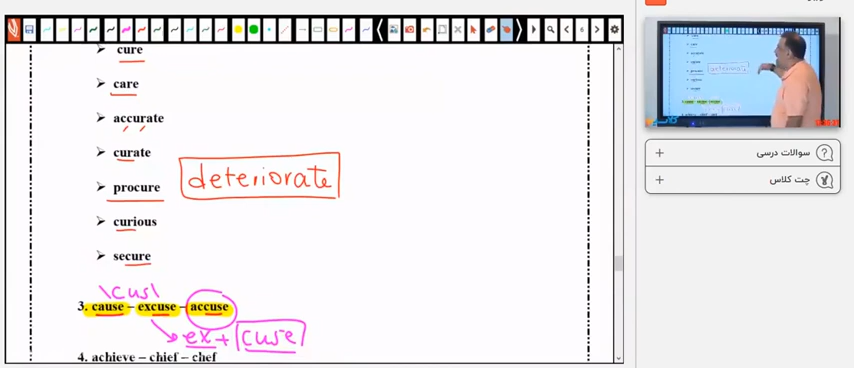 6
cure
care
accurate
curate
deteriorate
procure
curious
secure
\cus\
3. cause – excuse – accuse
ex + cuse
4. achieve – chief – chef
سوالات درسی
چت کلاس